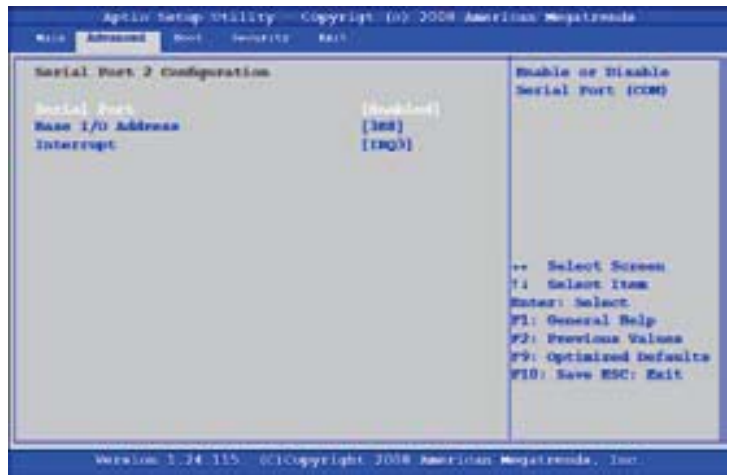 Aptio Setup Utility - Copyright (C) 2008 American Megatrends
Main Advanced Boot Security Exit
Serial Port 2 Configuration
Serial Port [Enabled]
Base I/O Address
Interrupt [IRQ3]
Enable or Disable
Serial Port (COM)
Select Screen
Select Item
Enter: Select
F1: General Help
F2: Previous Values
F9: Optimized Defaults
F10: Save ESC: Exit
Version 1.24.115 (C)Copyright 2008 American Megatrends, Inc.